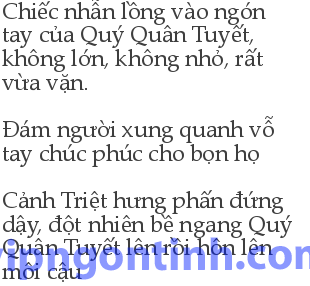 Chiếc nhẫn lồng vào ngón
tay của Quý Quân Tuyết,
không lớn, không nhỏ, rất
vừa vặn.
Đám người xung quanh vỗ
tay chúc phúc cho bọn họ
Cảnh Triệt hưng phấn đứng
dậy, đột nhiên bế ngang Quý
Quân Tuyết lên rồi hôn lên
môi cậu
vipngontinh.com